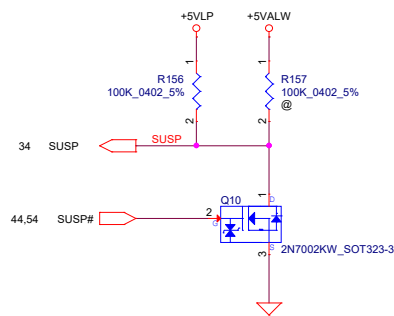 +5VLP +5VALW
1 1
R156 R157
100K_0402_5% 100K_0402_5%
@
2 2
34 SUSP SUSP
Q10
1 D
44,54 SUSP# 2 G
S
3 2N7002KW_SOT323-3